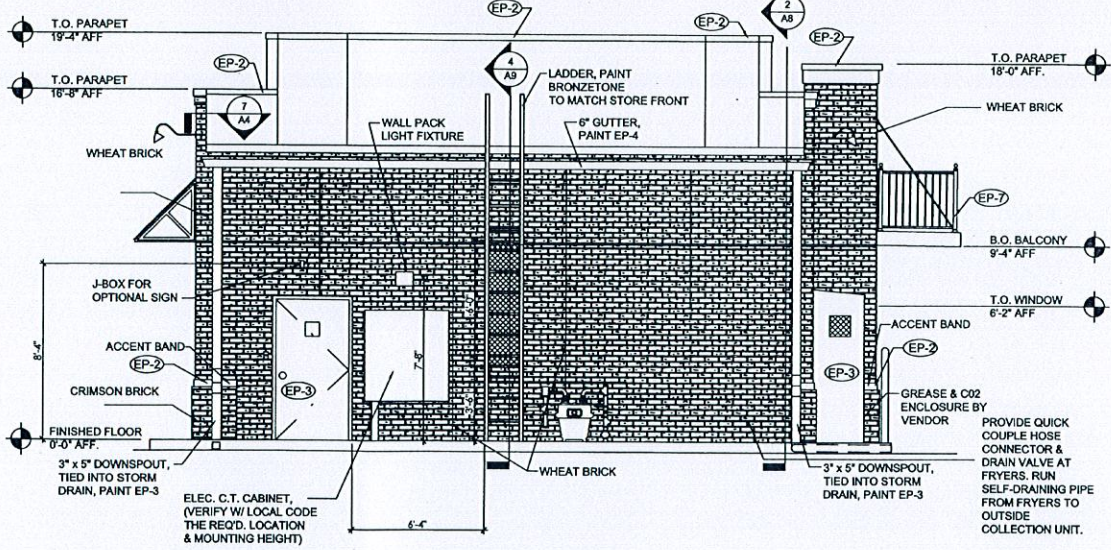 T.O. PARAPET
19'-4" AFF
T.O. PARAPET
16'-8" AFF
EP-2
EP-2
EP-2
2
A8
EP-2
EP-2
4
A9
7
A4
LADDER, PAINT
BRONZETONE
TO MATCH STORE FRONT
T.O. PARAPET
18'-0" AFF.
WHEAT BRICK
WALL PACK
LIGHT FIXTURE
6" GUTTER,
PAINT EP-4
WHEAT BRICK
EP-7
B.O. BALCONY
9'-4" AFF
J-BOX FOR
OPTIONAL SIGN
T.O. WINDOW
6'-2" AFF
8'-4"
ACCENT BAND
EP-2
CRIMSON BRICK
EP-3
7'-6"
6'-0"
3'-6"
EP-3
ACCENT BAND
EP-2
GREASE & C02
ENCLOSURE BY
VENDOR
FINISHED FLOOR
0'-0" AFF.
3" x 5" DOWNSPOUT,
TIED INTO STORM
DRAIN, PAINT EP-3
ELEC. C.T. CABINET,
(VERIFY W/ LOCAL CODE
THE REQ'D. LOCATION
& MOUNTING HEIGHT)
6'-4"
WHEAT BRICK
3" x 5" DOWNSPOUT,
TIED INTO STORM
DRAIN, PAINT EP-3
PROVIDE QUICK
COUPLE HOSE
CONNECTOR &
DRAIN VALVE AT
FRYERS. RUN
SELF-DRAINING PIPE
FROM FRYERS TO
OUTSIDE
COLLECTION UNIT.